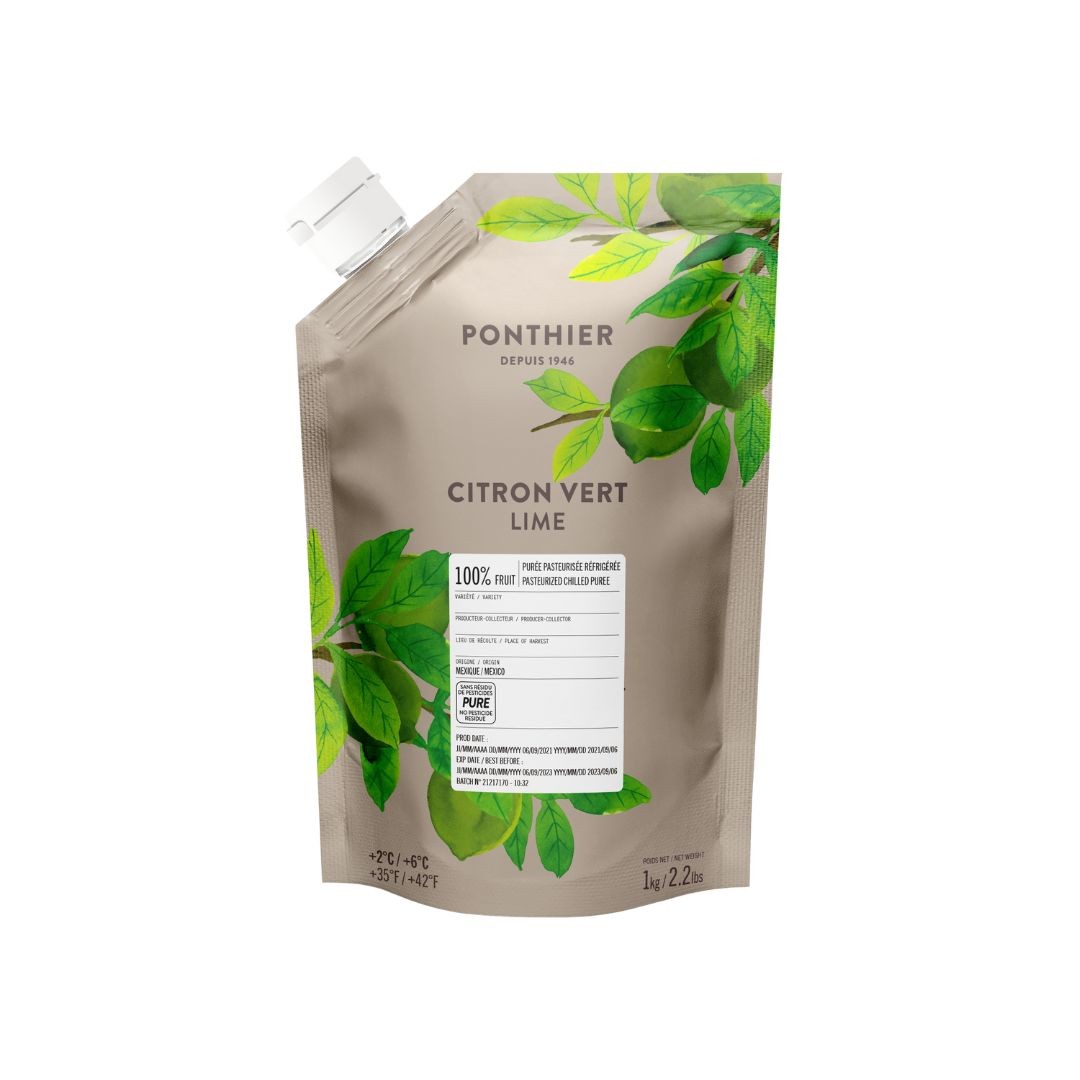 PONTHIER
DEPUIS 1946
CITRON VERT
LIME
100% FRUIT
PURÉE PASTEURISÉE RÉFRIGÉRÉE
PASTEURIZED CHILLED PUREE
VARIÉTÉ / VARIETY
PRODUCTEUR-COLLECTEUR / PRODUCER-COLLECTOR
LIEU DE RÉCOLTE / PLACE OF HARVEST
ORIGINE / ORIGIN
MEXIQUE / MEXICO
SANS RÉSIDU
DE PESTICIDES
PURE
NO PESTICIDE
RESIDUE
PROD DATE :
JJ/MM/AAAA DD/MM/YYYY 06/09/2021 YYYY/MM/DD 2021/09/06
EXP DATE / BEST BEFORE :
JJ/MM/AAAA DD/MM/YYYY 06/09/2023 YYYY/MM/DD 2023/09/06
BATCH N° 21217170 - 10:32
+2°C / +6°C
+35°F / +42°F
POIDS NET / NET WEIGHT
1kg / 2.2lbs